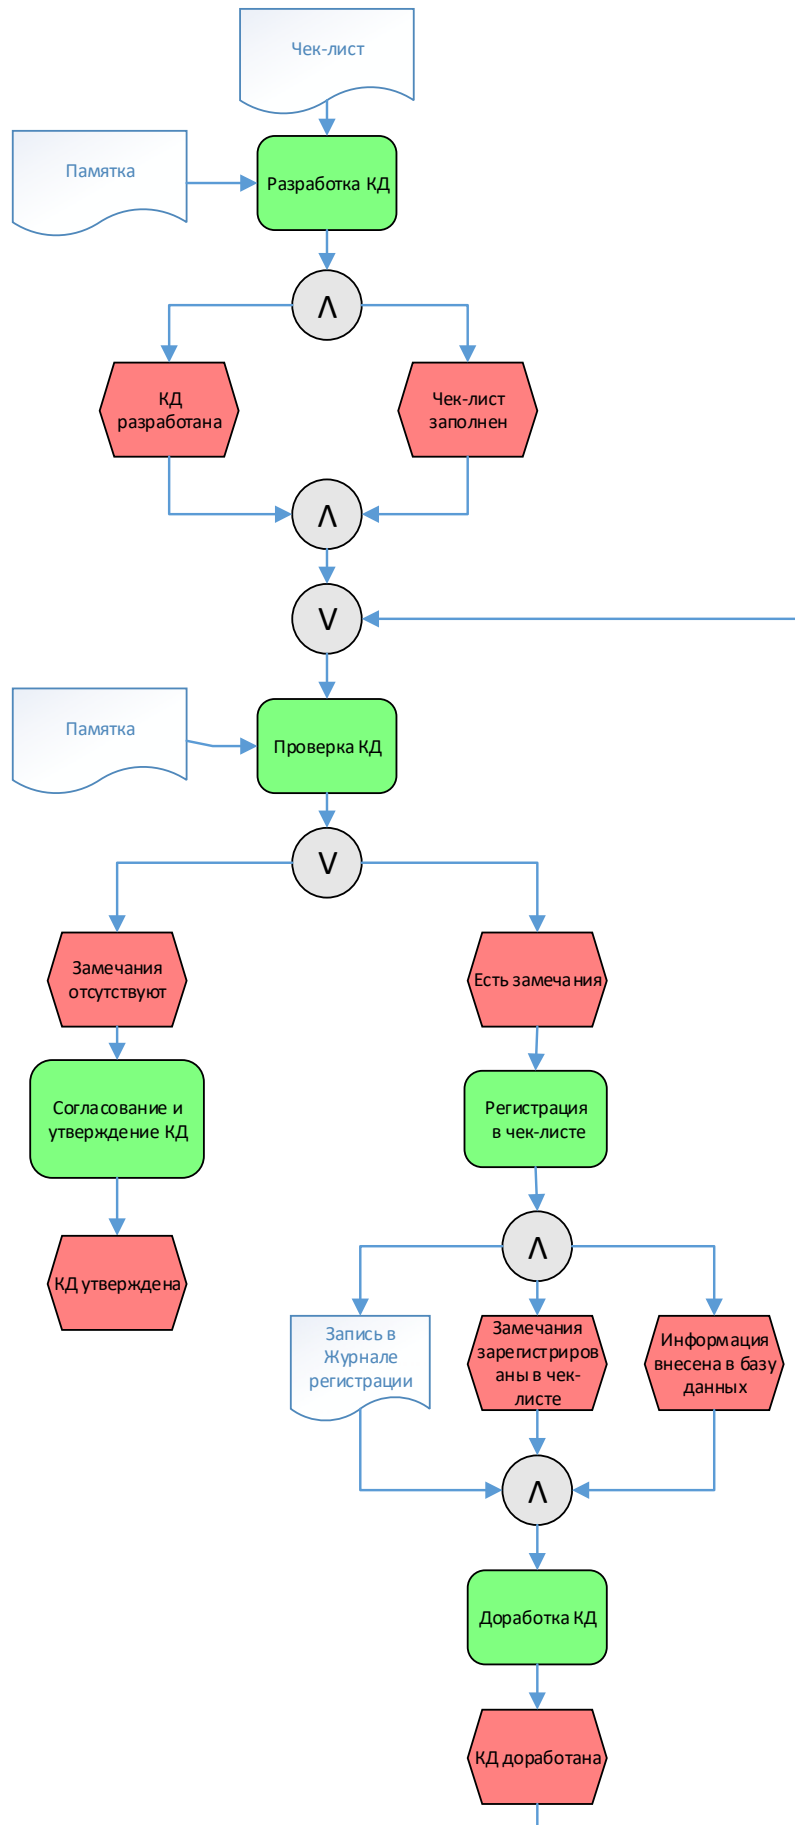 Чек-лист
Памятка
Разработка КД
Λ
КД
разработана
Чек-лист
заполнен
Λ
V
Памятка
Проверка КД
V
Замечания
отсутствуют
Есть замечания
Согласование и
утверждение КД
Регистрация
в чек-листе
КД утверждена
Λ
Запись в
Журнале
регистрации
Замечания
зарегистриров
аны в чек-
листе
Информация
внесена в базу
данных
Λ
Доработка КД
КД доработана